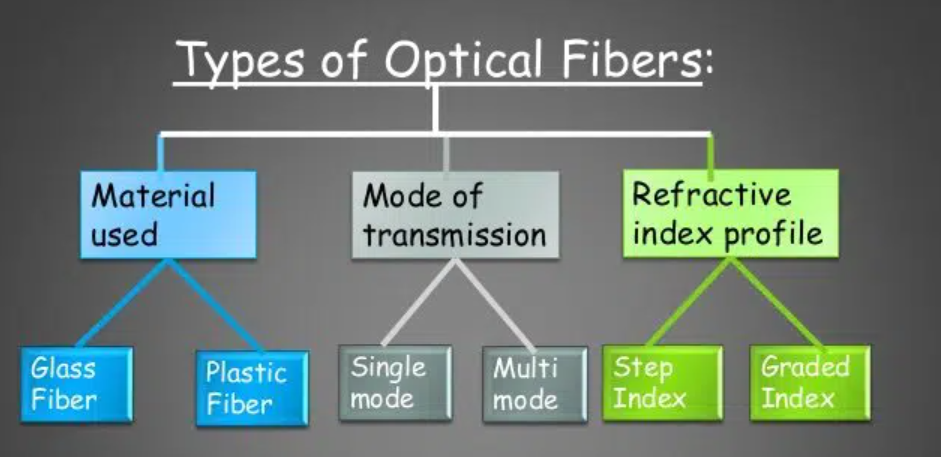 Types of Optical Fibers:
Material
used
Mode of
transmission
Refractive
index profile
Glass
Fiber
Plastic
Fiber
Single
mode
Multi
mode
Step
Index
Graded
Index